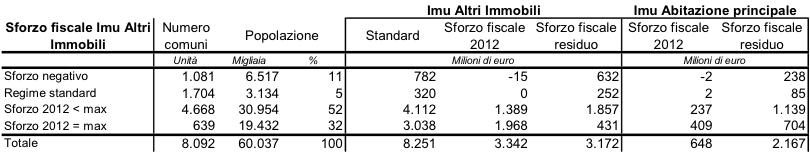 Imu Altri Immobili Imu Abitazione principale
Sforzo fiscale Imu Altri Immobili Numero comuni Popolazione Standard Sforzo fiscale 2012 Sforzo fiscale residuo Sforzo fiscale 2012 Sforzo fiscale residuo
Unità Migliaia % Milioni di euro Milioni di euro
Sforzo negativo 1.081 6.517 11 782 -15 632 -2 238
Regime standard 1.704 3.134 5 320 0 252 2 85
Sforzo 2012 < max 4.668 30.954 52 4.112 1.389 1.857 237 1.139
Sforzo 2012 = max 639 19.432 32 3.038 1.968 431 409 704
Totale 8.092 60.037 100 8.251 3.342 3.172 648 2.167